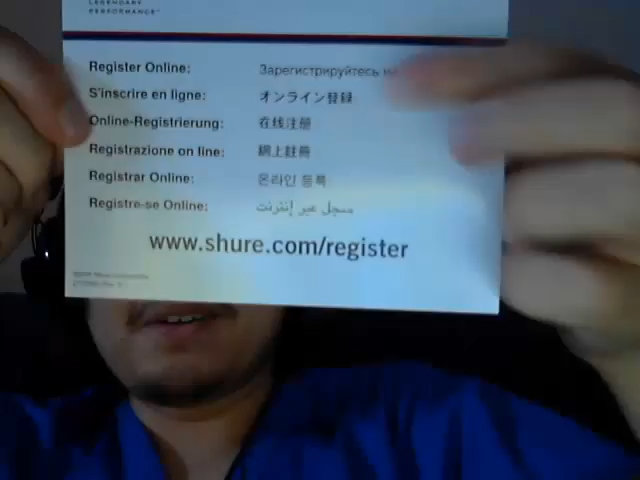 LEGENDARY
PERFORMANCE™
Register Online: Зарегистрируйтесь
S'inscrire en ligne: オンライン登録
Online-Registrierung: 在线注册
Registrazione on line: 網上註冊
Registrar Online: 온라인 등록
Registre-se Online: سجل عبر إنترنت
www.shure.com/register